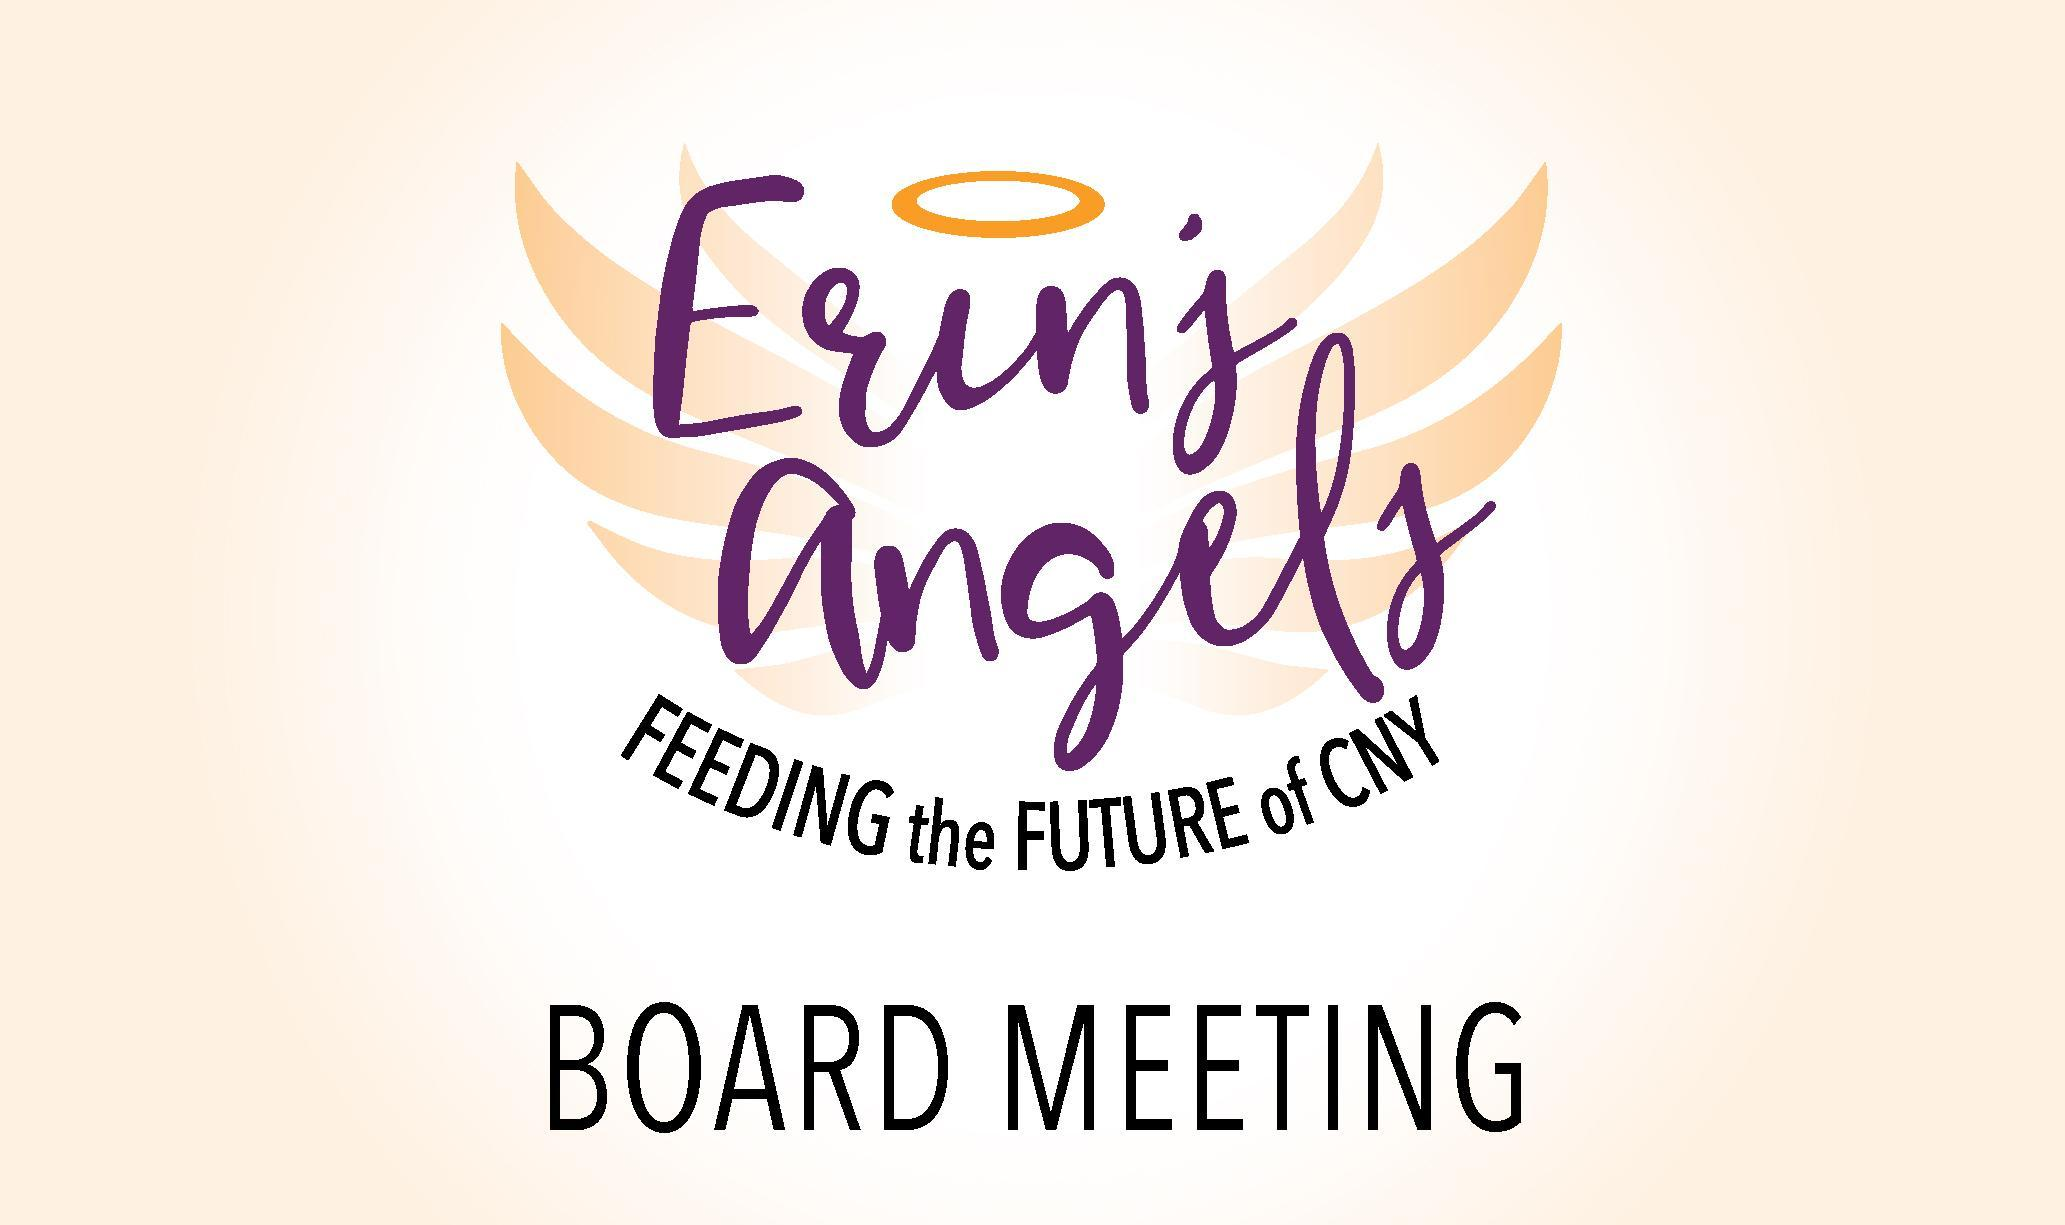 Erin's
Angels
FEEDING the FUTURE of CNY
BOARD MEETING